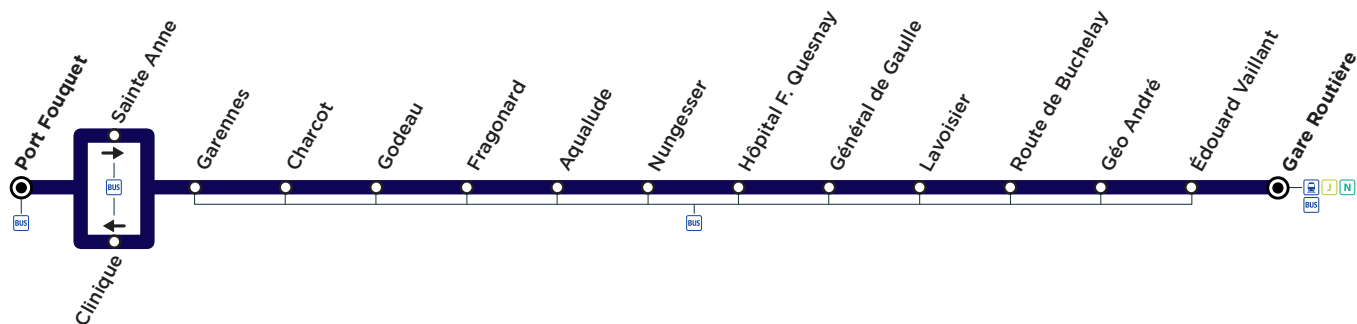 Port Fouquet
Sainte Anne
Clinique
Garennes
Charcot
Godeau
Fragonard
Aqualude
Nungesser
Hôpital F. Quesnay
Général de Gaulle
Lavoisier
Route de Buchelay
Géo André
Édouard Vaillant
Gare Routière
BUS
BUS
BUS
J
N
BUS